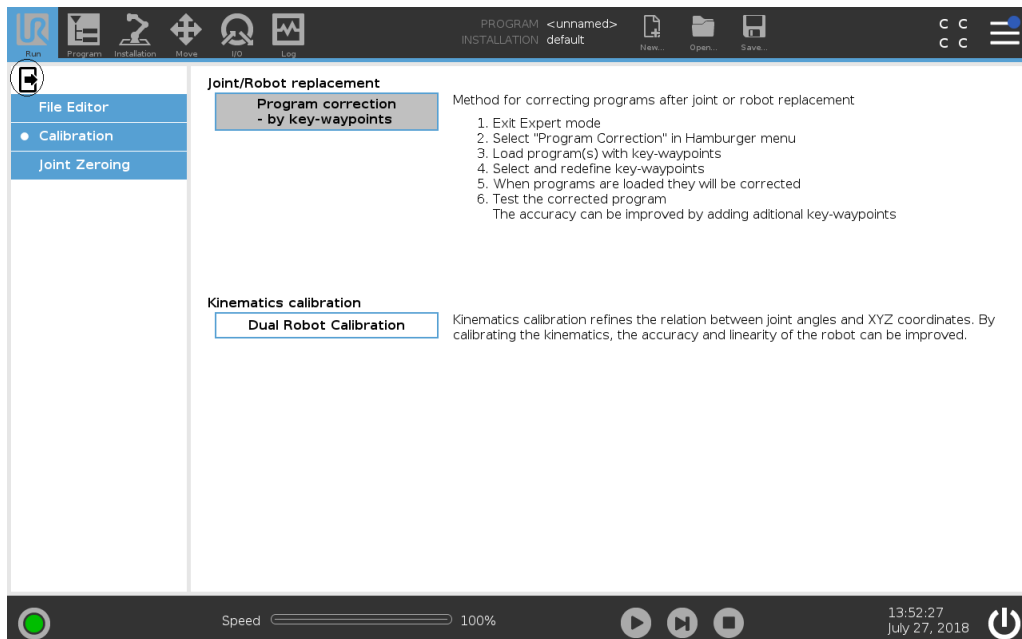 UR
Run
Program
Installation
Move
I/O
Log
PROGRAM <unnamed>
INSTALLATION default
New...
Open...
Save...
C C
C C
File Editor
Calibration
Joint Zeroing
Joint/Robot replacement
Program correction
- by key-waypoints
Method for correcting programs after joint or robot replacement
1. Exit Expert mode
2. Select "Program Correction" in Hamburger menu
3. Load program(s) with key-waypoints
4. Select and redefine key-waypoints
5. When programs are loaded they will be corrected
6. Test the corrected program
The accuracy can be improved by adding aditional key-waypoints
Kinematics calibration
Dual Robot Calibration
Kinematics calibration refines the relation between joint angles and XYZ coordinates. By
calibrating the kinematics, the accuracy and linearity of the robot can be improved.
Speed 100%
13:52:27
July 27, 2018